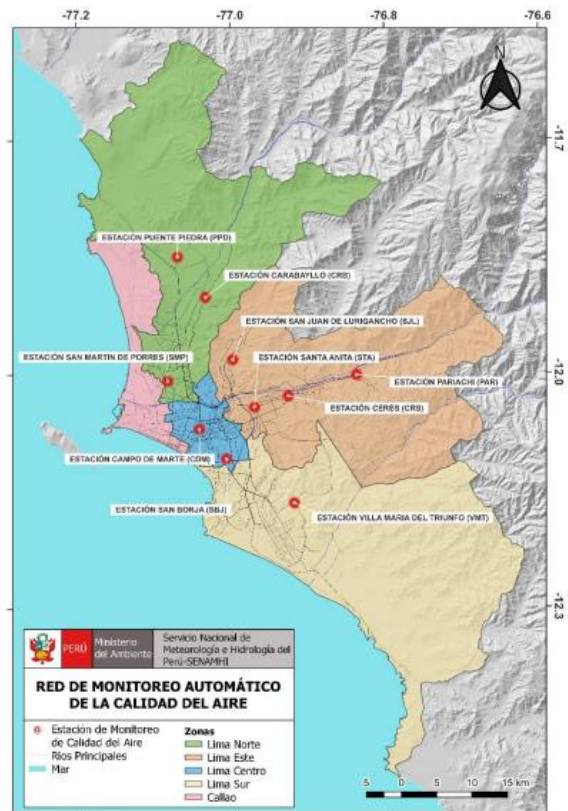 -77.2
-77.0
-76.8
-76.6
N
-11.7
ESTACIÓN PUENTE PIEDRA (PPD)
ESTACIÓN CARABAYLLO (CRB)
ESTACIÓN SAN JUAN DE LURIGANCHO (SJL)
ESTACIÓN SAN MARTIN DE PORRES (SMP)
ESTACIÓN SANTA ANITA (STA)
-12.0
ESTACIÓN PARIACHI (PAR)
ESTACIÓN CERES (CRS)
ESTACIÓN CAMPO DE MARTE (CDM)
ESTACIÓN SAN BORJA (SBJ)
ESTACIÓN VILLA MARIA DEL TRIUNFO (VMT)
-12.3
PERÚ
Ministerio
del Ambiente
Servicio Nacional de
Meteorología e Hidrología del
Perú-SENAMHI
RED DE MONITOREO AUTOMÁTICO
DE LA CALIDAD DEL AIRE
Estación de Monitoreo
de Calidad del Aire
Ríos Principales
Mar
Zonas
Lima Norte
Lima Este
Lima Centro
Lima Sur
Callao
5 0 5 10 15 km